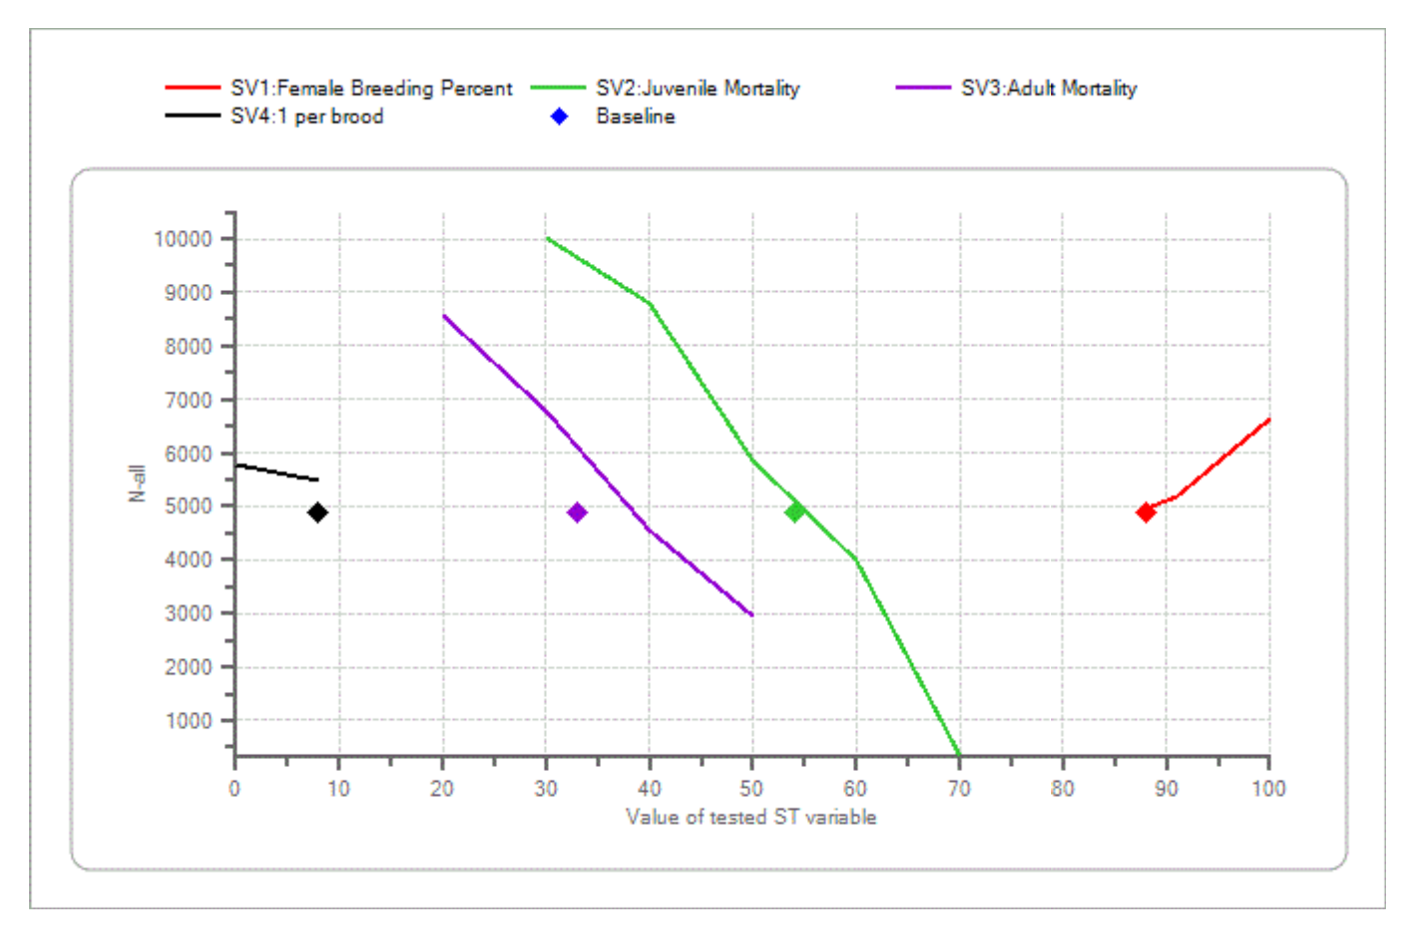 SV1:Female Breeding Percent SV2:Juvenile Mortality SV3:Adult Mortality
SV4:1 per brood Baseline
10000
9000
8000
7000
6000
5000
4000
3000
2000
1000
N-all
0 10 20 30 40 50 60 70 80 90 100
Value of tested ST variable